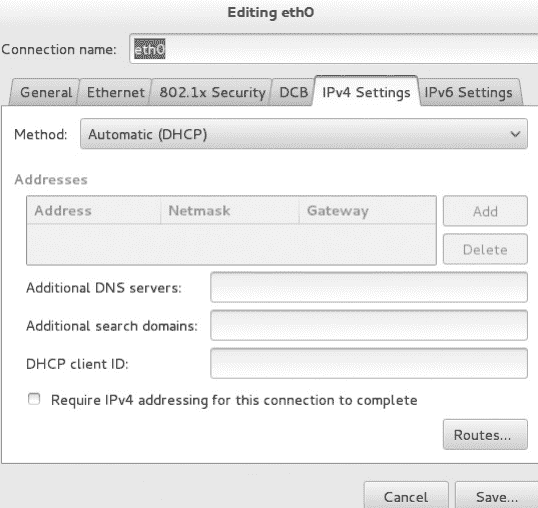 Editing eth0
Connection name: eth0
General Ethernet 802.1x Security DCB IPv4 Settings IPv6 Settings
Method: Automatic (DHCP)
Addresses
Address Netmask Gateway Add
Delete
Additional DNS servers:
Additional search domains:
DHCP client ID:
Require IPv4 addressing for this connection to complete
Routes...
Cancel Save...